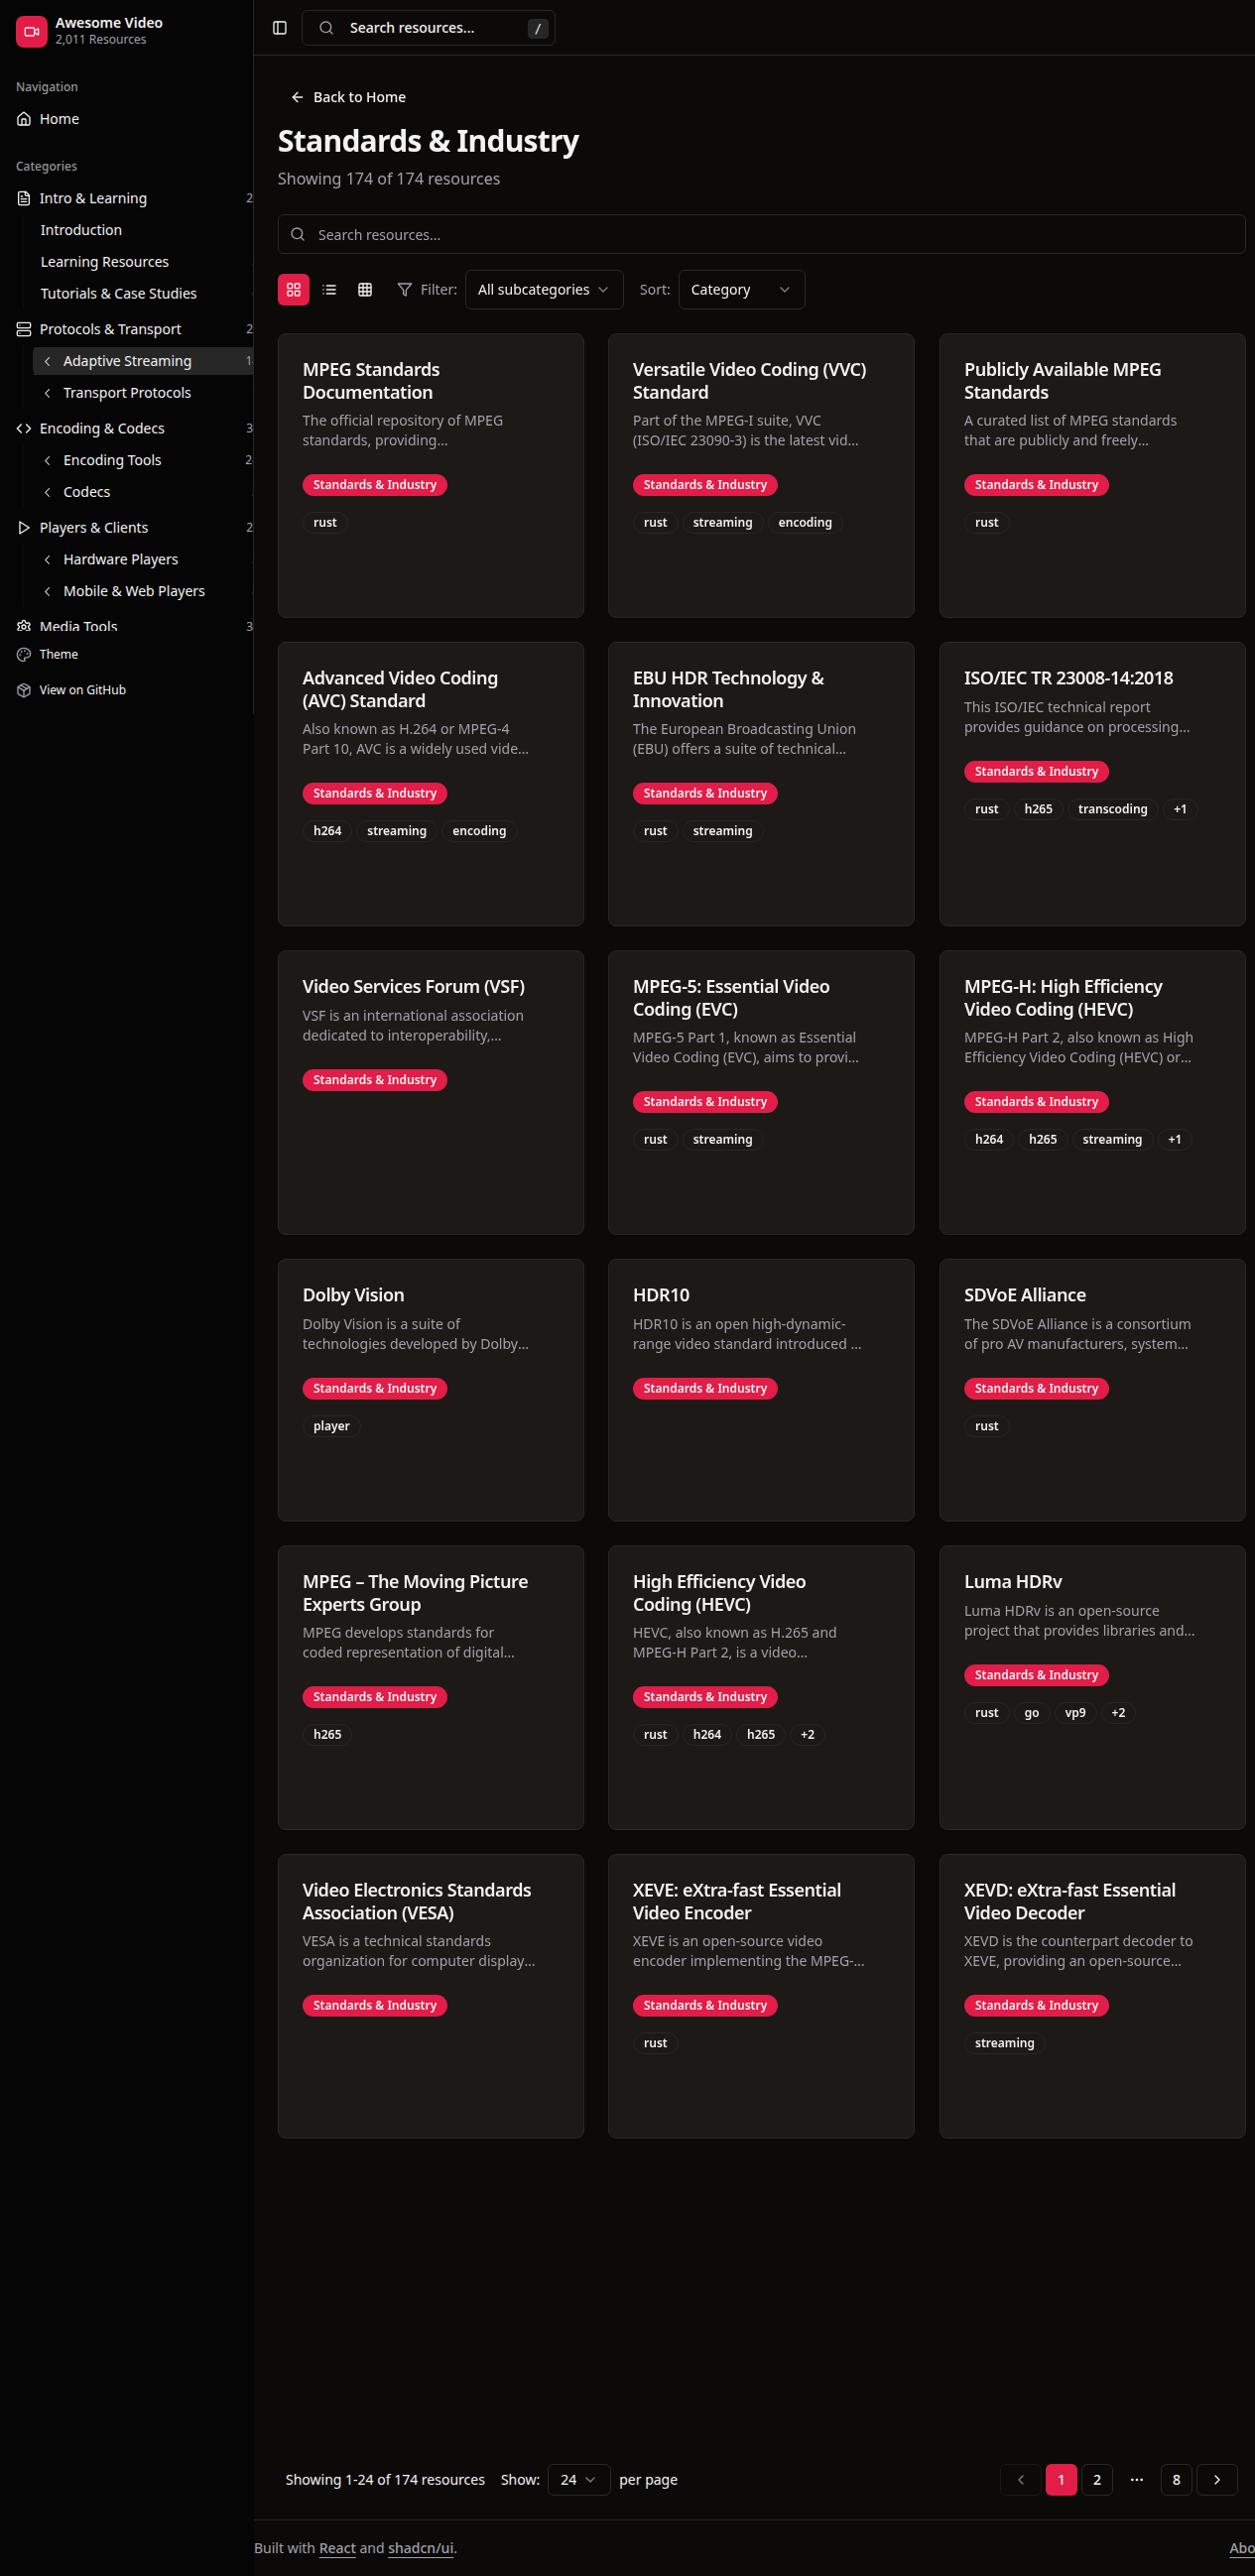 Awesome Video
2,011 Resources
Navigation
Home
Categories
Intro & Learning 2
Introduction
Learning Resources
Tutorials & Case Studies
Protocols & Transport 2
Adaptive Streaming 1
Transport Protocols
Encoding & Codecs 3
Encoding Tools 2
Codecs
Players & Clients 2
Hardware Players
Mobile & Web Players
Media Tools 3
Theme
View on GitHub
Search resources... /
Back to Home
Standards & Industry
Showing 174 of 174 resources
Search resources...
Filter: All subcategories Sort: Category
MPEG Standards
Documentation
The official repository of MPEG
standards, providing...
Standards & Industry
rust
Versatile Video Coding (VVC)
Standard
Part of the MPEG-I suite, VVC
(ISO/IEC 23090-3) is the latest vid...
Standards & Industry
rust streaming encoding
Publicly Available MPEG
Standards
A curated list of MPEG standards
that are publicly and freely...
Standards & Industry
rust
Advanced Video Coding
(AVC) Standard
Also known as H.264 or MPEG-4
Part 10, AVC is a widely used vide...
Standards & Industry
h264 streaming encoding
EBU HDR Technology &
Innovation
The European Broadcasting Union
(EBU) offers a suite of technical...
Standards & Industry
rust streaming
ISO/IEC TR 23008-14:2018
This ISO/IEC technical report
provides guidance on processing...
Standards & Industry
rust h265 transcoding +1
Video Services Forum (VSF)
VSF is an international association
dedicated to interoperability,...
Standards & Industry
MPEG-5: Essential Video
Coding (EVC)
MPEG-5 Part 1, known as Essential
Video Coding (EVC), aims to provi...
Standards & Industry
rust streaming
MPEG-H: High Efficiency
Video Coding (HEVC)
MPEG-H Part 2, also known as High
Efficiency Video Coding (HEVC) or...
Standards & Industry
h264 h265 streaming +1
Dolby Vision
Dolby Vision is a suite of
technologies developed by Dolby...
Standards & Industry
player
HDR10
HDR10 is an open high-dynamic-
range video standard introduced ...
Standards & Industry
SDVoE Alliance
The SDVoE Alliance is a consortium
of pro AV manufacturers, system...
Standards & Industry
rust
MPEG – The Moving Picture
Experts Group
MPEG develops standards for
coded representation of digital...
Standards & Industry
h265
High Efficiency Video
Coding (HEVC)
HEVC, also known as H.265 and
MPEG-H Part 2, is a video...
Standards & Industry
rust h264 h265 +2
Luma HDRv
Luma HDRv is an open-source
project that provides libraries and...
Standards & Industry
rust go vp9 +2
Video Electronics Standards
Association (VESA)
VESA is a technical standards
organization for computer display...
Standards & Industry
XEVE: eXtra-fast Essential
Video Encoder
XEVE is an open-source video
encoder implementing the MPEG-...
Standards & Industry
rust
XEVD: eXtra-fast Essential
Video Decoder
XEVD is the counterpart decoder to
XEVE, providing an open-source...
Standards & Industry
streaming
Showing 1-24 of 174 resources Show: 24 per page
1 2 ... 8
Built with React and shadcn/ui.
Abo